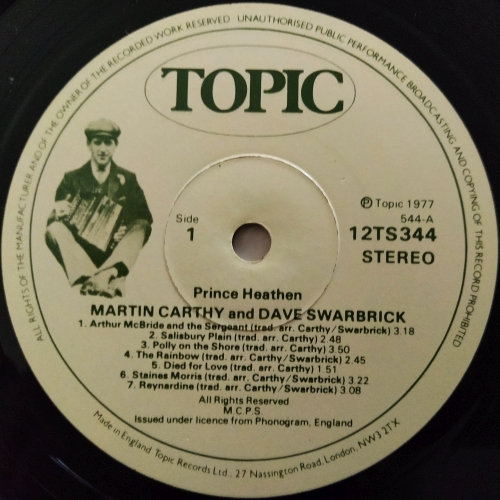 ALL RIGHTS OF THE MANUFACTURER AND OF THE OWNER OF THE RECORDED WORK RESERVED · UNAUTHORISED PUBLIC PERFORMANCE BROADCASTING AND COPYING OF THIS RECORD PROHIBITED
TOPIC
Side
1
℗ Topic 1977
544-A
12TS344
STEREO
Prince Heathen
MARTIN CARTHY and DAVE SWARBRICK
1. Arthur McBride and the Sergeant (trad. arr. Carthy/Swarbrick) 3.18
2. Salisbury Plain (trad. arr. Carthy) 2 48
3. Polly on the Shore (trad. arr. Carthy) 3.50
4. The Rainbow (trad. arr. Carthy/Swarbrick) 2.45
5. Died for Love (trad. arr. Carthy) 1 51
6. Staines Morris (trad. arr. Carthy/Swarbrick) 3.22
7. Reynardine (trad. arr. Carthy/Swarbrick) 3.08
All Rights Reserved
M.C.P.S.
Issued under licence from Phonogram, England
Made in England Topic Records Ltd., 27 Nassington Road, London, NW3 2TX